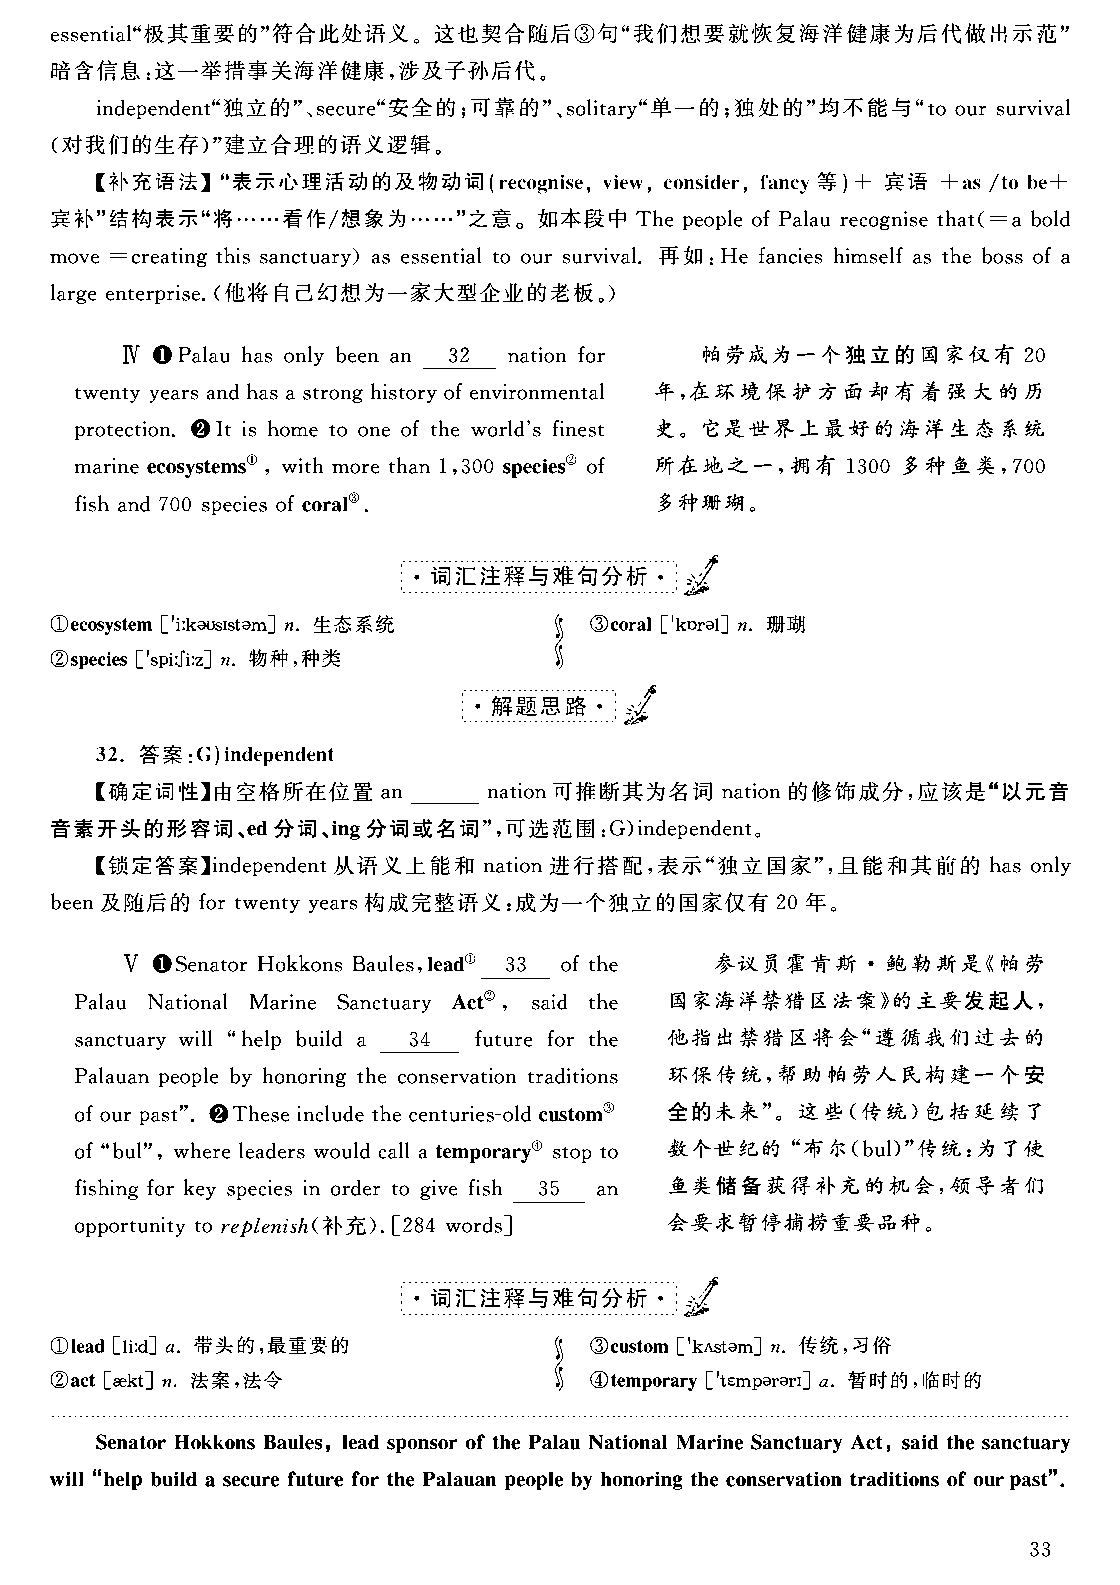 essential“极其重要的”符合此处语义。这也契合随后③句“我们想要就恢复海洋健康为后代做出示范”
暗含信息:这一举措事关海洋健康,涉及子孙后代。
independent“独立的”、secure“安全的;可靠的”、solitary“单一的;独处的”均不能与“to our survival
(对我们的生存)”建立合理的语义逻辑。
【补充语法】“表示心理活动的及物动词(recognise, view, consider, fancy 等)+ 宾语 +as /to be+
宾补”结构表示“将……看作/想象为……”之意。如本段中 The people of Palau recognise that(=a bold
move =creating this sanctuary) as essential to our survival. 再如:He fancies himself as the boss of a
large enterprise.(他将自己幻想为一家大型企业的老板。)
Ⅳ ❶Palau has only been an 32 nation for
twenty years and has a strong history of environmental
protection. ❷It is home to one of the world's finest
marine ecosystems①, with more than 1,300 species② of
fish and 700 species of coral③.
帕劳成为一个独立的国家仅有 20
年,在环境保护方面却有着强大的历
史。它是世界上最好的海洋生态系统
所在地之一,拥有 1300 多种鱼类,700
多种珊瑚。
·词汇注释与难句分析·
①ecosystem [ˈiːkəʊsɪstəm] n. 生态系统
②species [ˈspiːʃiːz] n. 物种,种类
③coral [ˈkɒrəl] n. 珊瑚
·解题思路·
32. 答案:G)independent
【确定词性】由空格所在位置 an ______ nation 可推断其为名词 nation 的修饰成分,应该是“以元音
音素开头的形容词、ed 分词、ing 分词或名词”,可选范围:G)independent。
【锁定答案】independent 从语义上能和 nation 进行搭配,表示“独立国家”,且能和其前的 has only
been 及随后的 for twenty years 构成完整语义:成为一个独立的国家仅有 20 年。
Ⅴ ❶Senator Hokkons Baules, lead① 33 of the
Palau National Marine Sanctuary Act②, said the
sanctuary will “help build a 34 future for the
Palauan people by honoring the conservation traditions
of our past”. ❷These include the centuries-old custom③
of “bul”, where leaders would call a temporary④ stop to
fishing for key species in order to give fish 35 an
opportunity to replenish(补充).[284 words]
参议员霍肯斯·鲍勒斯是《帕劳
国家海洋禁猎区法案》的主要发起人,
他指出禁猎区将会“遵循我们过去的
环保传统,帮助帕劳人民构建一个安
全的未来”。这些(传统)包括延续了
数个世纪的“布尔(bul)”传统:为了使
鱼类储备获得补充的机会,领导者们
会要求暂停捕捞重要品种。
·词汇注释与难句分析·
①lead [liːd] a. 带头的,最重要的
②act [ækt] n. 法案,法令
③custom [ˈkʌstəm] n. 传统,习俗
④temporary [ˈtɛmpərərɪ] a. 暂时的,临时的
Senator Hokkons Baules, lead sponsor of the Palau National Marine Sanctuary Act, said the sanctuary
will “help build a secure future for the Palauan people by honoring the conservation traditions of our past”.
33